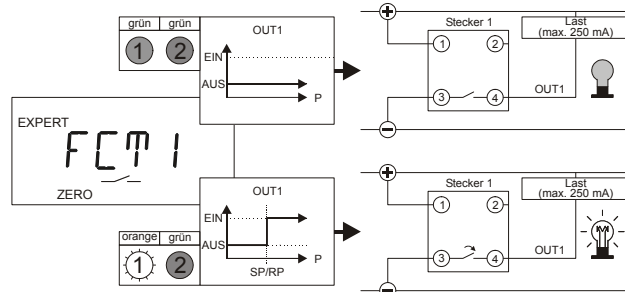 grün grün
1 2
OUT1
EIN
AUS
P
Stecker 1
Last
(max. 250 mA)
1 2
3 4
OUT1
EXPERT
FCM1
ZERO
OUT1
EIN
AUS
P
SP/RP
orange grün
1 2
Stecker 1
Last
(max. 250 mA)
1 2
3 4
OUT1